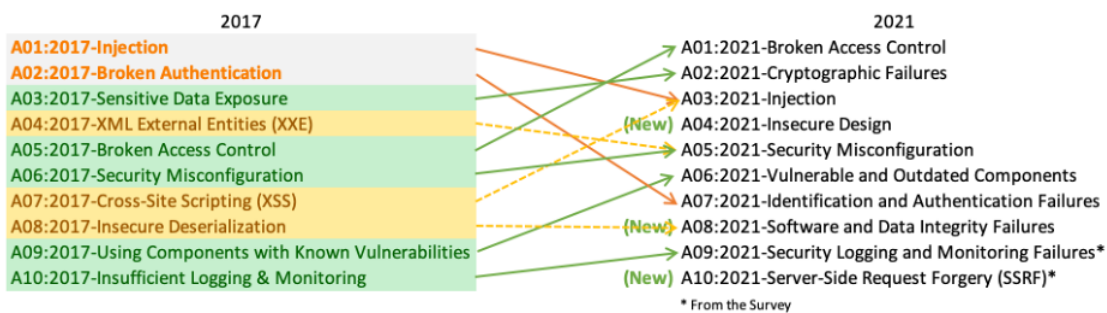 2017 2021
A01:2017-Injection A01:2021-Broken Access Control
A02:2017-Broken Authentication A02:2021-Cryptographic Failures
A03:2017-Sensitive Data Exposure A03:2021-Injection
A04:2017-XML External Entities (XXE) (New) A04:2021-Insecure Design
A05:2017-Broken Access Control A05:2021-Security Misconfiguration
A06:2017-Security Misconfiguration A06:2021-Vulnerable and Outdated Components
A07:2017-Cross-Site Scripting (XSS) A07:2021-Identification and Authentication Failures
A08:2017-Insecure Deserialization (New) A08:2021-Software and Data Integrity Failures
A09:2017-Using Components with Known Vulnerabilities A09:2021-Security Logging and Monitoring Failures*
A10:2017-Insufficient Logging & Monitoring (New) A10:2021-Server-Side Request Forgery (SSRF)*
* From the Survey